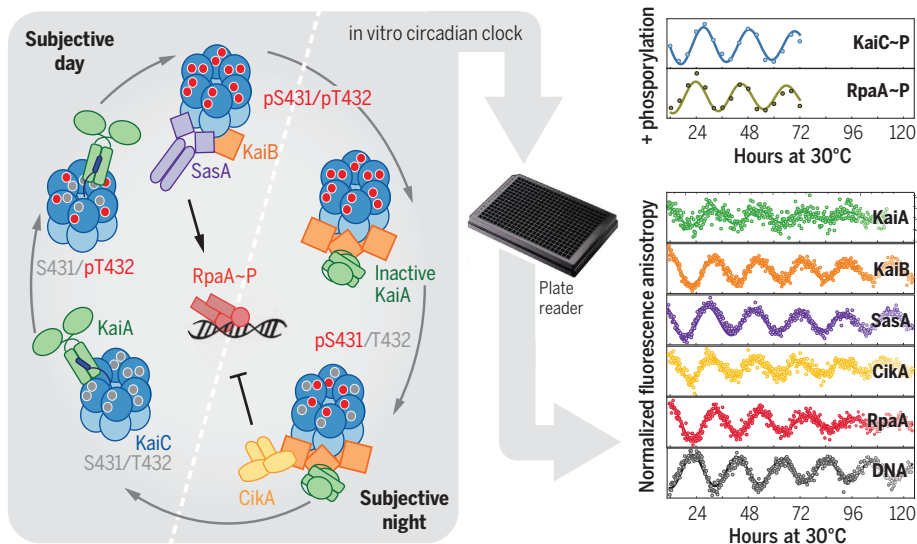 Subjective
day
in vitro circadian clock
pS431/pT432
KaiB
SasA
S431/pT432
RpaA~P
Inactive
KaiA
KaiA
pS431/T432
KaiC
S431/T432
CikA
Subjective
night
Plate
reader
+ phosporylation
KaiC~P
RpaA~P
24 48 72 96 120
Hours at 30°C
Normalized fluorescence anisotropy
KaiA
KaiB
SasA
CikA
RpaA
DNA
24 48 72 96 120
Hours at 30°C